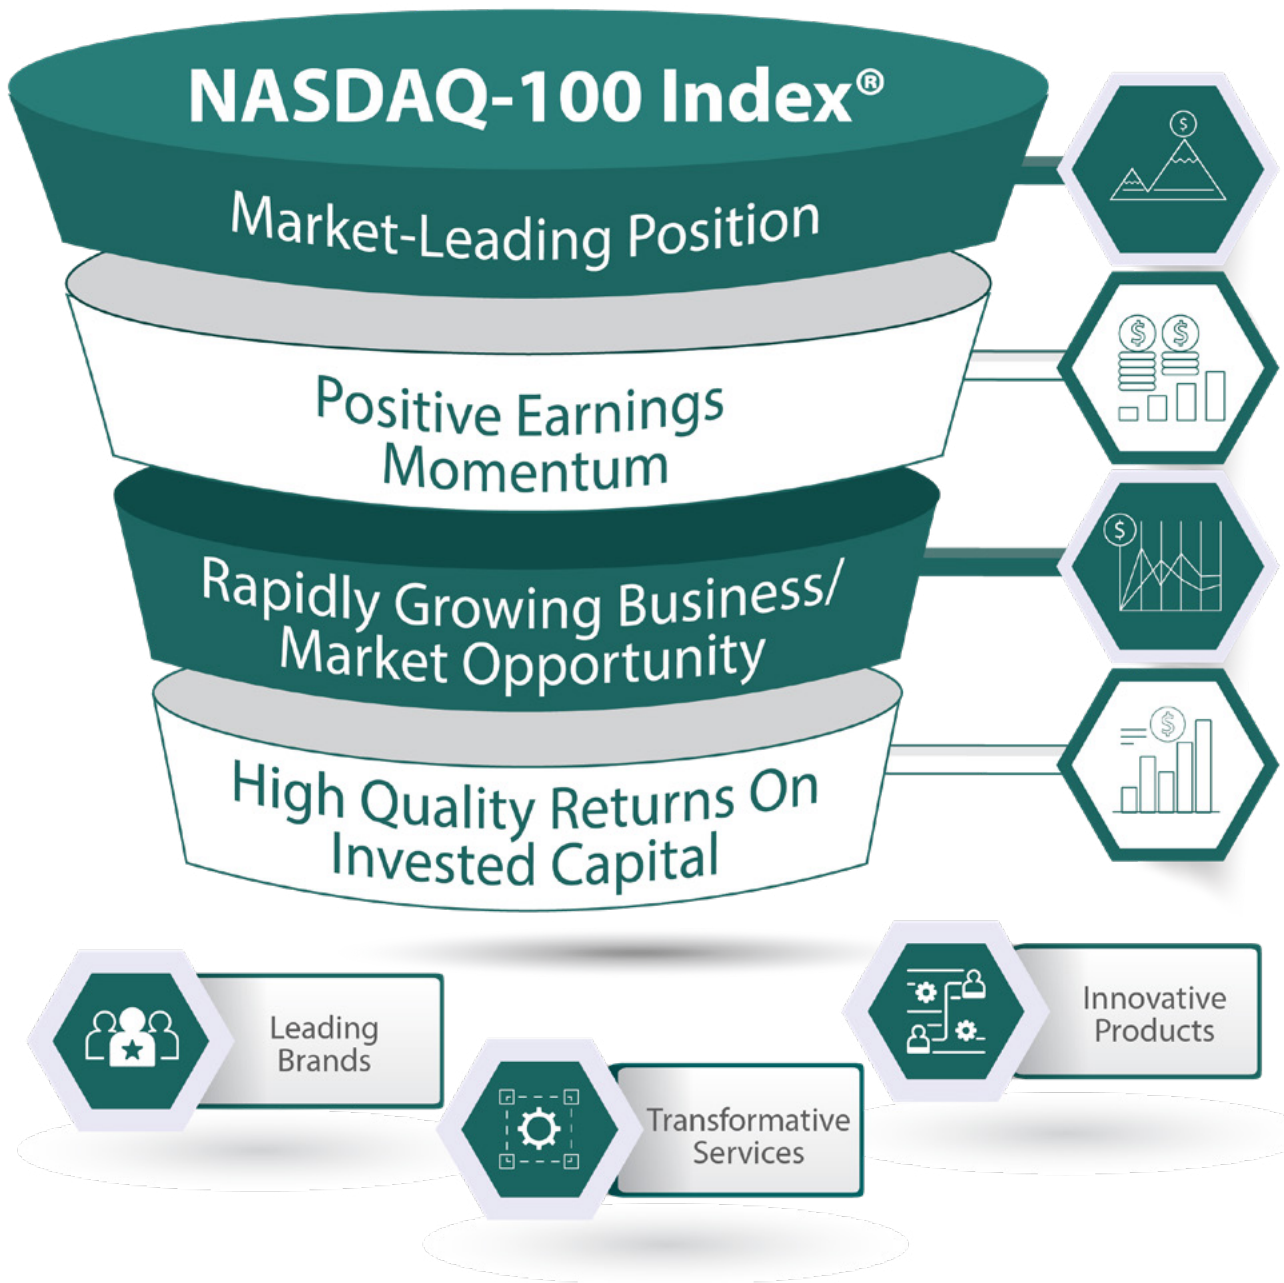 NASDAQ-100 Index®
Market-Leading Position
$
Positive Earnings
Momentum
$ $
Rapidly Growing Business/
Market Opportunity
$
High Quality Returns On
Invested Capital
$
Leading
Brands
Transformative
Services
Innovative
Products